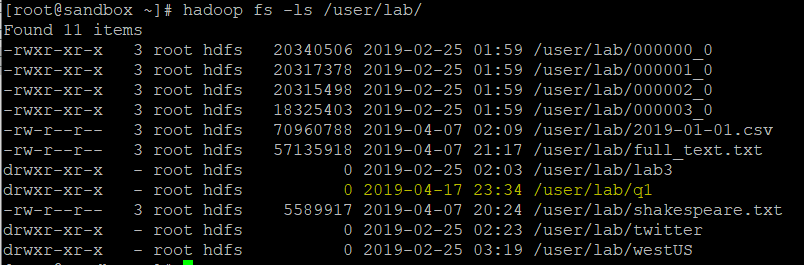 [root@sandbox ~]# hadoop fs -ls /user/lab/
Found 11 items
-rwxr-xr-x   3 root hdfs   20340506 2019-02-25 01:59 /user/lab/000000_0
-rwxr-xr-x   3 root hdfs   20317378 2019-02-25 01:59 /user/lab/000001_0
-rwxr-xr-x   3 root hdfs   20315498 2019-02-25 01:59 /user/lab/000002_0
-rwxr-xr-x   3 root hdfs   18325403 2019-02-25 01:59 /user/lab/000003_0
-rw-r--r--   3 root hdfs   70960788 2019-04-07 02:09 /user/lab/2019-01-01.csv
-rw-r--r--   3 root hdfs   57135918 2019-04-07 21:17 /user/lab/full_text.txt
drwxr-xr-x   - root hdfs          0 2019-02-25 02:03 /user/lab/lab3
drwxr-xr-x   - root hdfs          0 2019-04-17 23:34 /user/lab/q1
-rw-r--r--   3 root hdfs    5589917 2019-04-07 20:24 /user/lab/shakespeare.txt
drwxr-xr-x   - root hdfs          0 2019-02-25 02:23 /user/lab/twitter
drwxr-xr-x   - root hdfs          0 2019-02-25 03:19 /user/lab/westUS